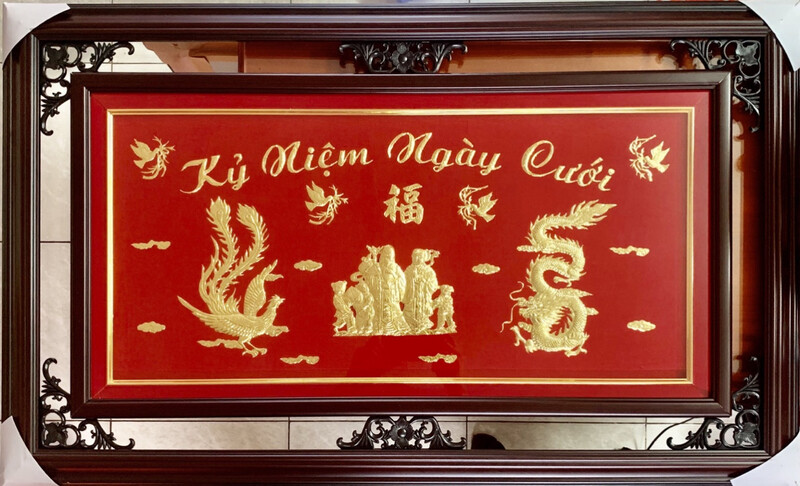 Kỷ Niệm Ngày Cưới
福